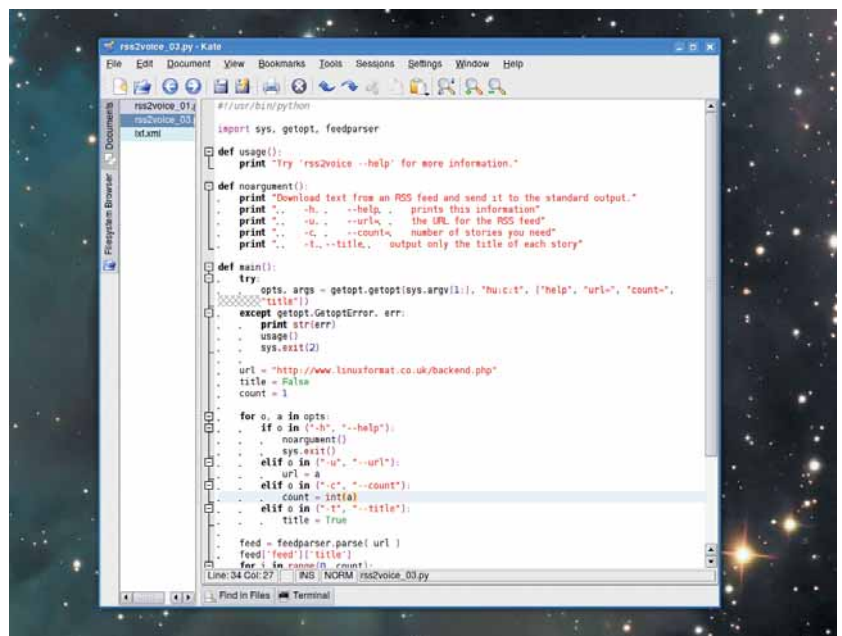 rss2voice_03.py - Kate
File Edit Document View Bookmarks Tools Sessions Settings Window Help
Documents
Filesystem Browser
rss2voice_01.p
rss2voice_03.p
lxf.xml
#!/usr/bin/python
import sys, getopt, feedparser
def usage():
print "Try 'rss2voice --help' for more information."
def noargument():
print "Download text from an RSS feed and send it to the standard output."
print ",, -h, , --help, , prints this information"
print ",, -u, , --url=, , the URL for the RSS feed"
print ",, -c, , --count=, number of stories you need"
print ",, -t,, --title,, output only the title of each story"
def main():
try:
opts, args = getopt.getopt(sys.argv[1:], "hu:c:t", ["help", "url=", "count=",
"title"])
except getopt.GetoptError, err:
print str(err)
usage()
sys.exit(2)
url = "http://www.linuxformat.co.uk/backend.php"
title = False
count = 1
for o, a in opts:
if o in ("-h", "--help"):
noargument()
sys.exit()
elif o in ("-u", "--url"):
url = a
elif o in ("-c", "--count"):
count = int(a)
elif o in ("-t", "--title"):
title = True
feed = feedparser.parse( url )
feed['feed']['title']
for i in range(0, count):
Line: 34 Col: 27 INS NORM rss2voice_03.py
Find in Files Terminal